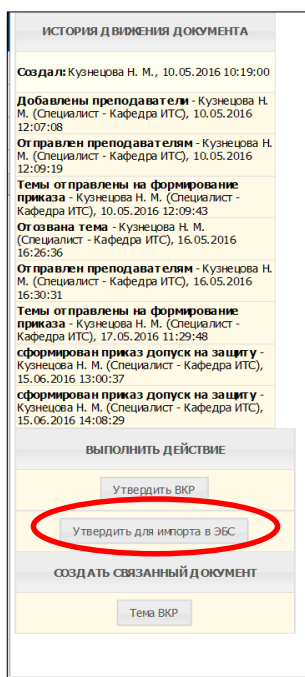 ИСТОРИЯ ДВИЖЕНИЯ ДОКУМЕНТА
Создал: Кузнецова Н. М., 10.05.2016 10:19:00
Добавлены преподаватели - Кузнецова Н.
М. (Специалист - Кафедра ИТС), 10.05.2016
12:07:08
Отправлен преподавателям - Кузнецова Н.
М. (Специалист - Кафедра ИТС), 10.05.2016
12:09:19
Темы отправлены на формирование
приказа - Кузнецова Н. М. (Специалист -
Кафедра ИТС), 10.05.2016 12:09:43
Отозвана тема - Кузнецова Н. М.
(Специалист - Кафедра ИТС), 16.05.2016
16:26:36
Отправлен преподавателям - Кузнецова Н.
М. (Специалист - Кафедра ИТС), 16.05.2016
16:30:31
Темы отправлены на формирование
приказа - Кузнецова Н. М. (Специалист -
Кафедра ИТС), 17.05.2016 11:29:48
сформирован приказ допуск на защиту -
Кузнецова Н. М. (Специалист - Кафедра ИТС),
15.06.2016 13:00:37
сформирован приказ допуск на защиту -
Кузнецова Н. М. (Специалист - Кафедра ИТС),
15.06.2016 14:08:29
ВЫПОЛНИТЬ ДЕЙСТВИЕ
Утвердить ВКР
Утвердить для импорта в ЭБС
СОЗДАТЬ СВЯЗАННЫЙ ДОКУМЕНТ
Тема ВКР